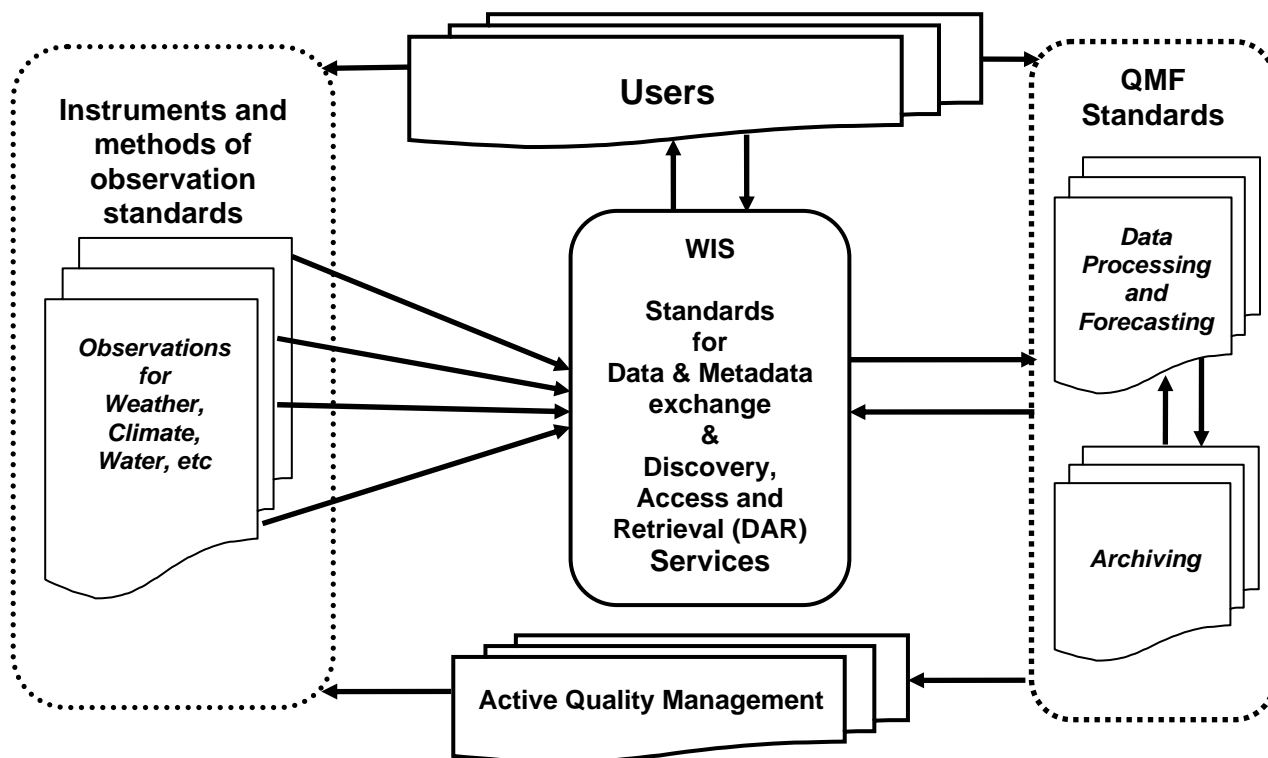 Users
Instruments and
methods of
observation
standards
Observations
for
Weather,
Climate,
Water, etc
WIS
Standards
for
Data & Metadata
exchange
&
Discovery,
Access and
Retrieval (DAR)
Services
QMF
Standards
Data
Processing
and
Forecasting
Archiving
Active Quality Management